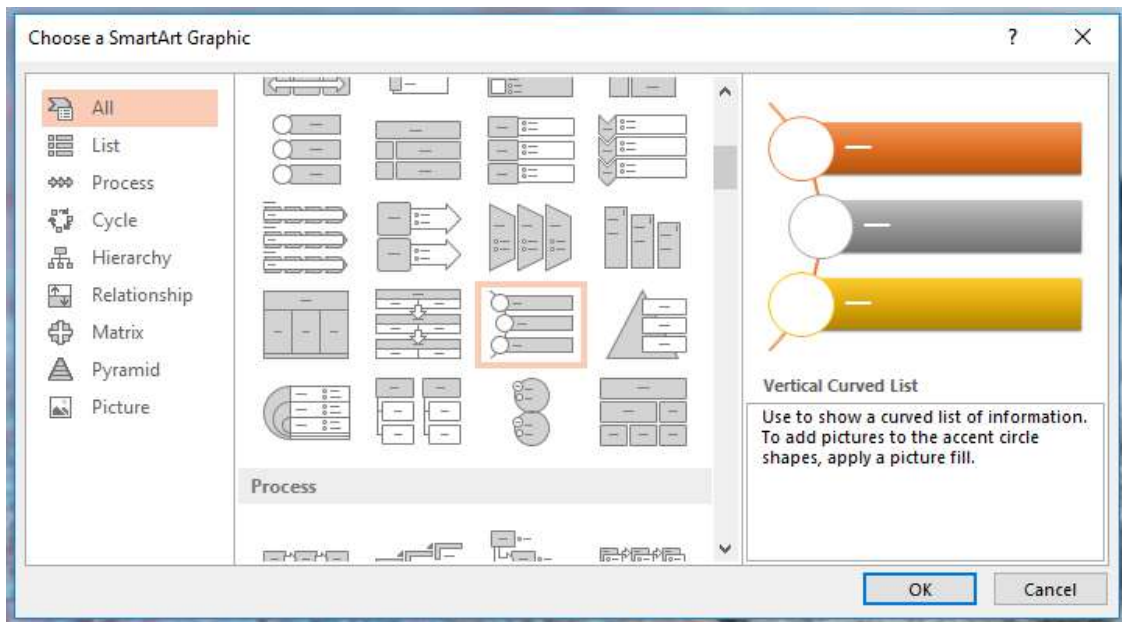 Choose a SmartArt Graphic
?
All
List
Process
Cycle
Hierarchy
Relationship
Matrix
Pyramid
Picture
Process
Vertical Curved List
Use to show a curved list of information.
To add pictures to the accent circle
shapes, apply a picture fill.
OK
Cancel